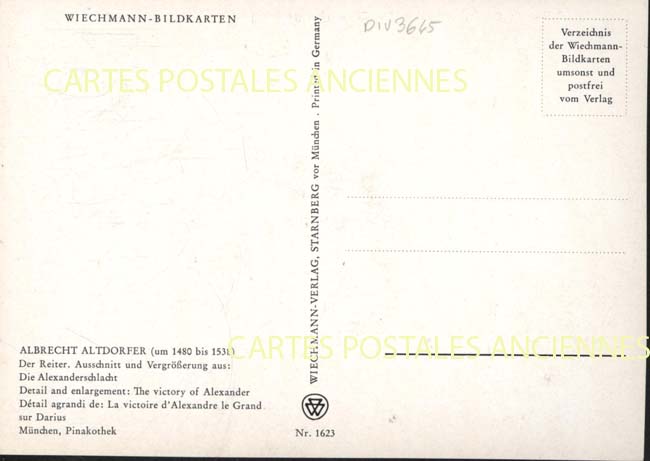 WIECHMANN-BILDKARTEN
DIV3645
Verzeichnis
der Wiechmann-
Bildkarten
umsonst und
postfrei
vom Verlag
CARTES POSTALES ANCIENNES
WIECHMANN-VERLAG, STARNBERG vor München . Printed in Germany
CARTES POSTALES ANCIENNES
ALBRECHT ALTDORFER (um 1480 bis 1538)
Der Reiter. Ausschnitt und Vergrößerung aus:
Die Alexanderschlacht
Detail and enlargement: The victory of Alexander
Détail agrandi de: La victoire d'Alexandre le Grand
sur Darius
München, Pinakothek
Nr. 1623